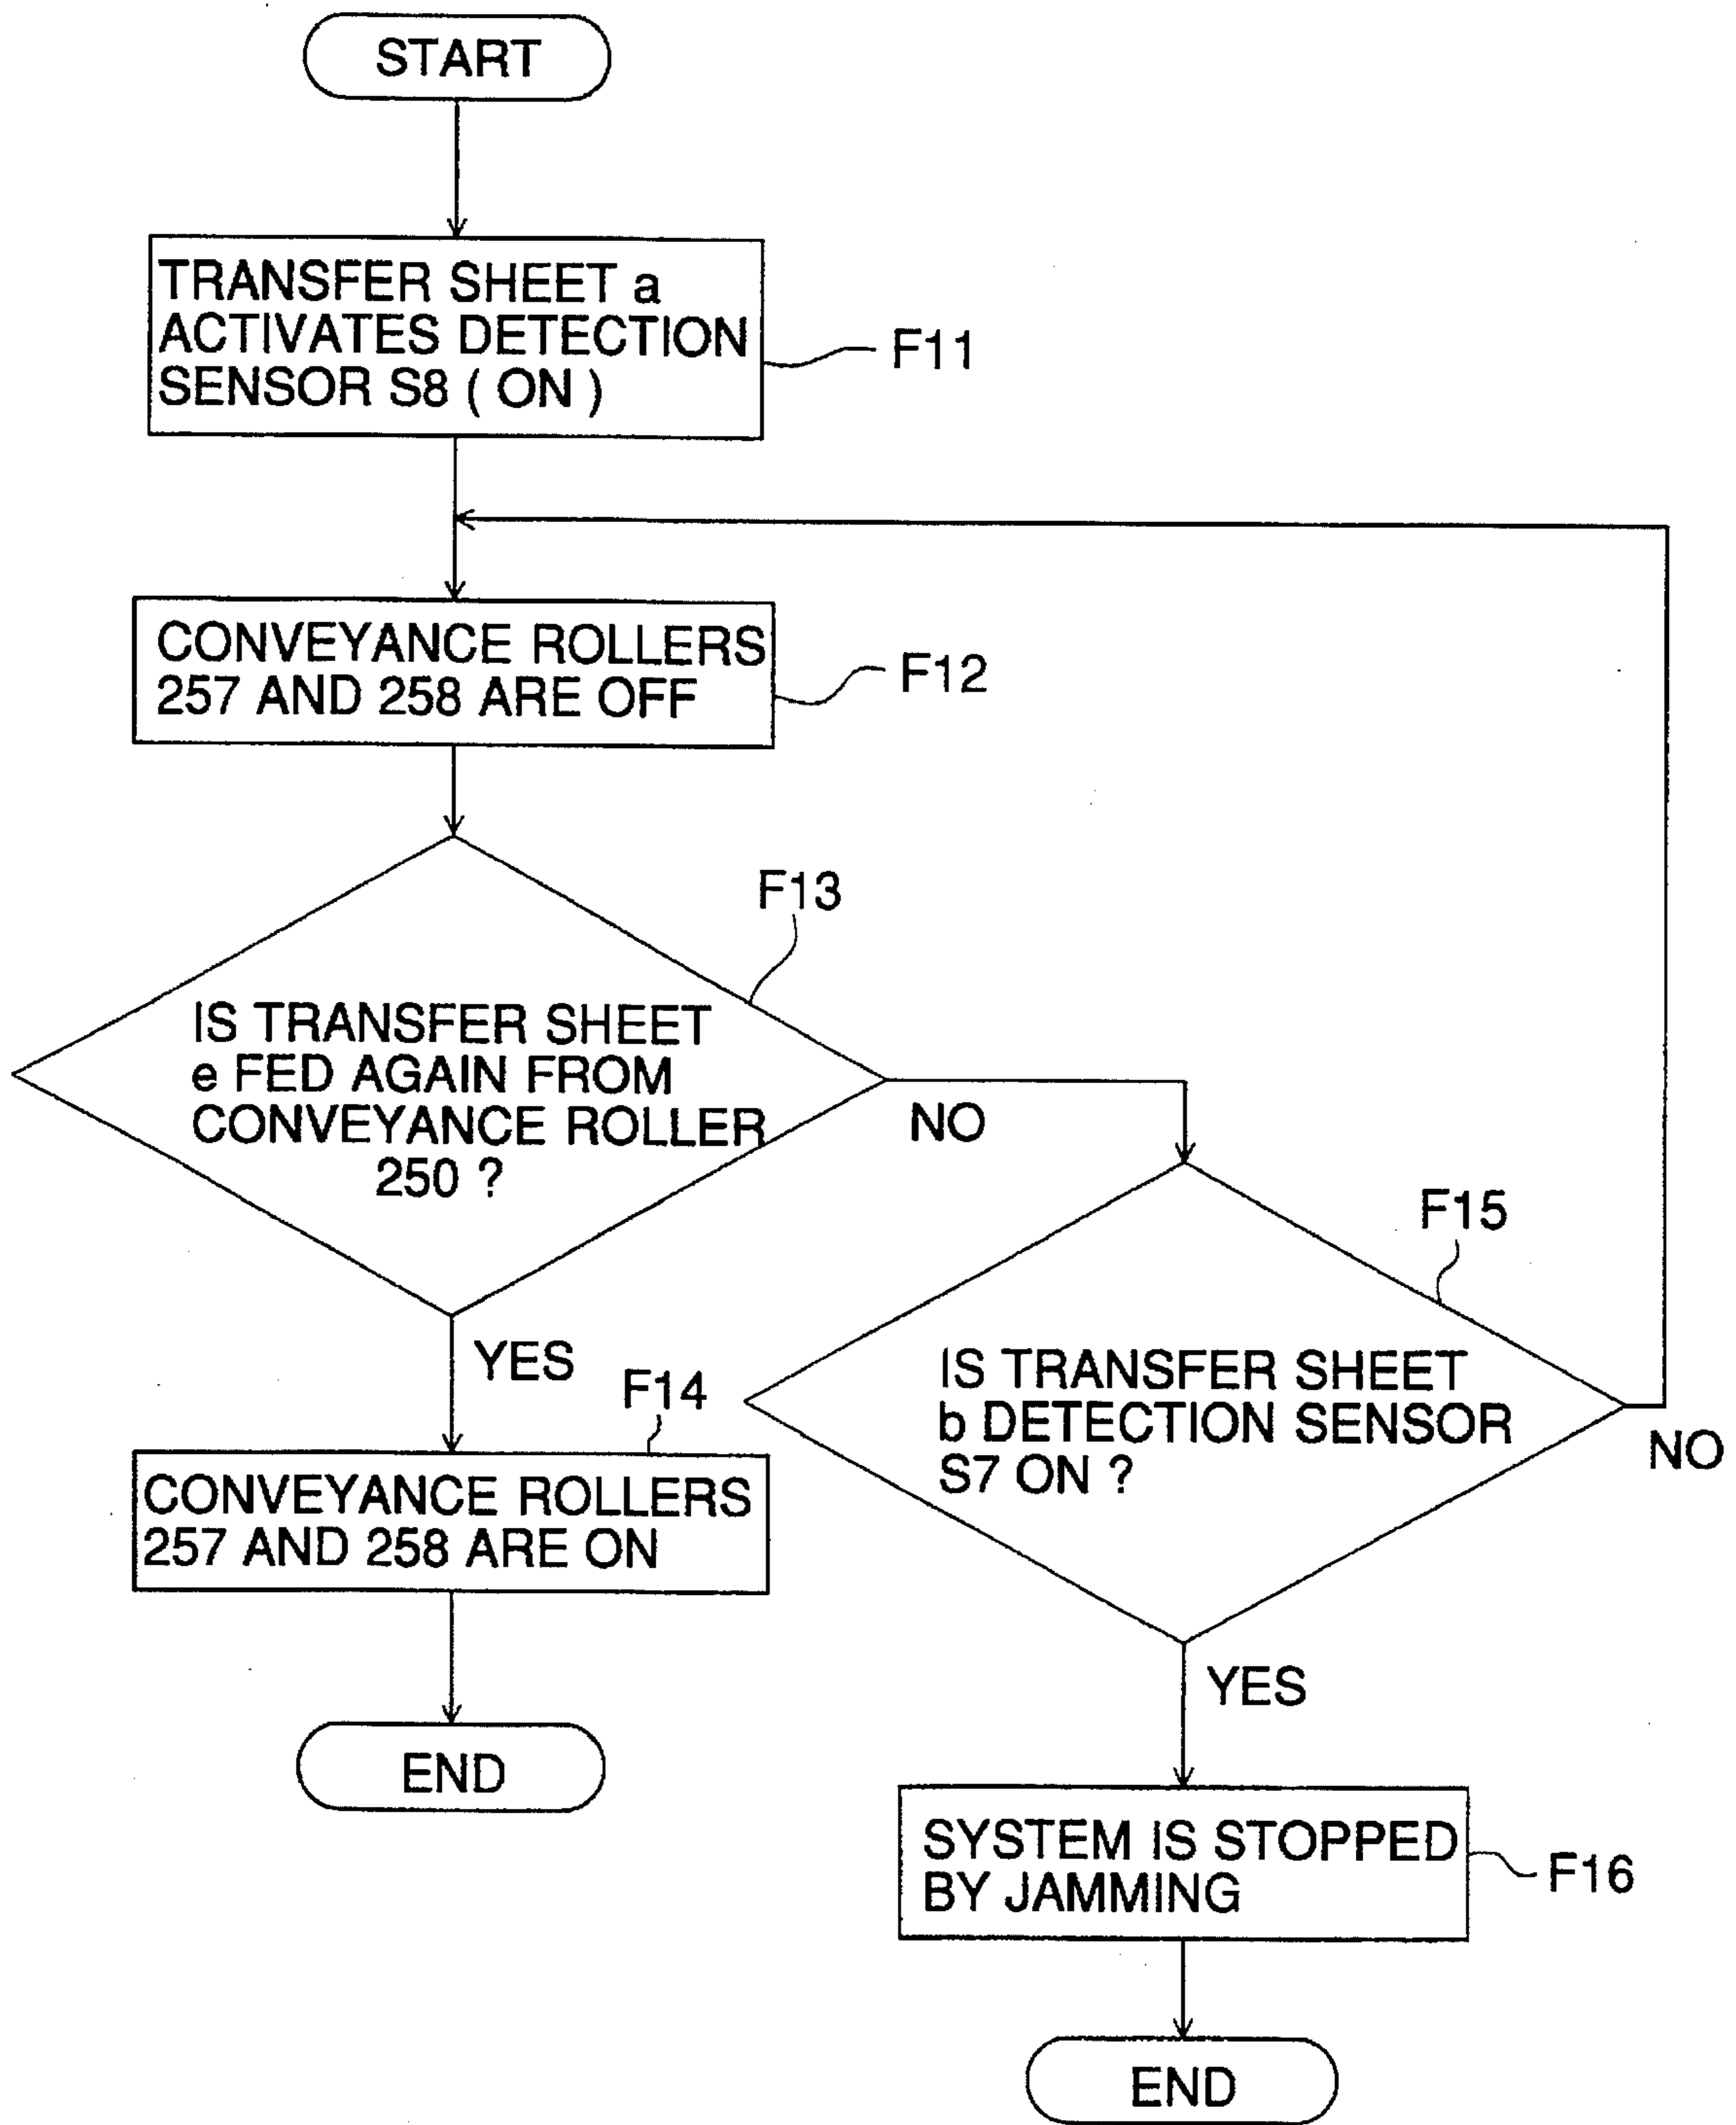 START
TRANSFER SHEET a
ACTIVATES DETECTION
SENSOR S8 ( ON )
F11
CONVEYANCE ROLLERS
257 AND 258 ARE OFF
F12
F13
IS TRANSFER SHEET
e FED AGAIN FROM
CONVEYANCE ROLLER
250 ?
NO
YES
F14
CONVEYANCE ROLLERS
257 AND 258 ARE ON
END
F15
IS TRANSFER SHEET
b DETECTION SENSOR
S7 ON ?
NO
YES
SYSTEM IS STOPPED
BY JAMMING
F16
END